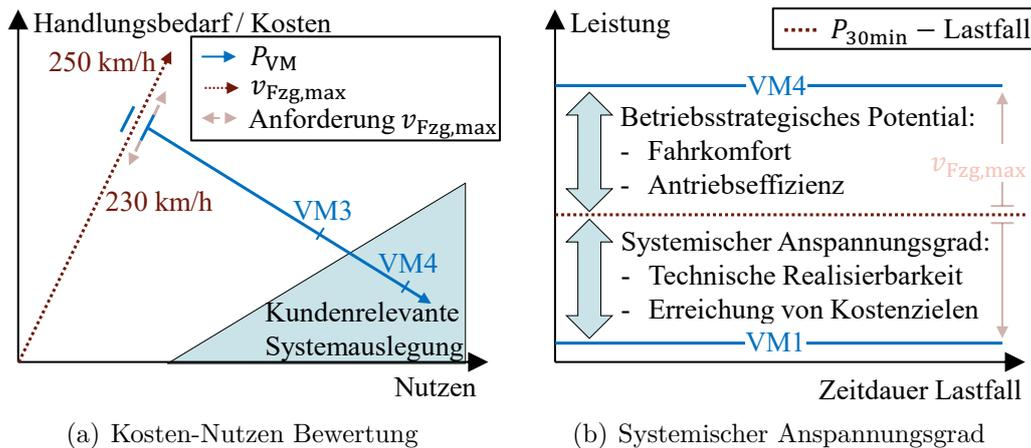 Handlungsbedarf / Kosten
250 km/h
P_VM
v_Fzg,max
Anforderung v_Fzg,max
230 km/h
VM3
VM4
Kundenrelevante
Systemauslegung
Nutzen
(a) Kosten-Nutzen Bewertung
Leistung
P_30min − Lastfall
VM4
Betriebsstrategisches Potential:
- Fahrkomfort
- Antriebseffizienz
v_Fzg,max
Systemischer Anspannungsgrad:
- Technische Realisierbarkeit
- Erreichung von Kostenzielen
VM1
Zeitdauer Lastfall
(b) Systemischer Anspannungsgrad